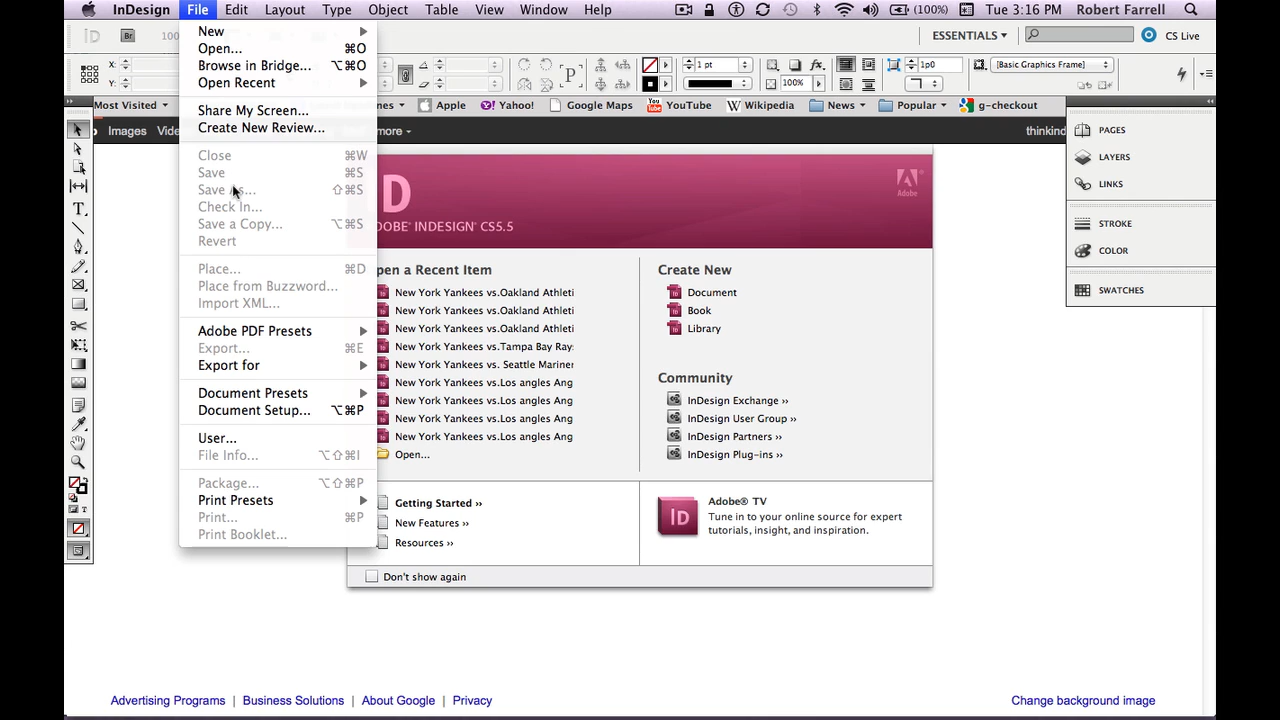 InDesign File Edit Layout Type Object Table View Window Help (100%) Tue 3:16 PM Robert Farrell
Br ESSENTIALS CS Live
X: 1 pt fx. 1p0 [Basic Graphics Frame]
Y: P 100%
Most Visited Apple Yahoo! Google Maps YouTube Wikipedia News Popular g-checkout
Images more thinkind
New
Open... ⌘O
Browse in Bridge... ⌥⌘O
Open Recent
Share My Screen...
Create New Review...
Close ⌘W
Save ⌘S
Save As... ⇧⌘S
Check In...
Save a Copy... ⌥⌘S
Revert
Place... ⌘D
Place from Buzzword...
Import XML...
Adobe PDF Presets
Export... ⌘E
Export for
Document Presets
Document Setup... ⌥⌘P
User...
File Info... ⌥⇧⌘I
Package... ⌥⇧⌘P
Print Presets
Print... ⌘P
Print Booklet...
D
Adobe
DOBE® INDESIGN® CS5.5
pen a Recent Item
New York Yankees vs.Oakland Athleti
New York Yankees vs.Oakland Athleti
New York Yankees vs.Oakland Athleti
New York Yankees vs.Tampa Bay Ray
New York Yankees vs. Seattle Mariner
New York Yankees vs.Los angles Ang
New York Yankees vs.Los angles Ang
New York Yankees vs.Los angles Ang
New York Yankees vs.Los angles Ang
Open...
Create New
Document
Book
Library
Community
InDesign Exchange ››
InDesign User Group ››
InDesign Partners ››
InDesign Plug-ins ››
Getting Started ››
New Features ››
Resources ››
Id
Adobe® TV
Tune in to your online source for expert
tutorials, insight, and inspiration.
Don't show again
PAGES
LAYERS
LINKS
STROKE
COLOR
SWATCHES
Advertising Programs | Business Solutions | About Google | Privacy
Change background image